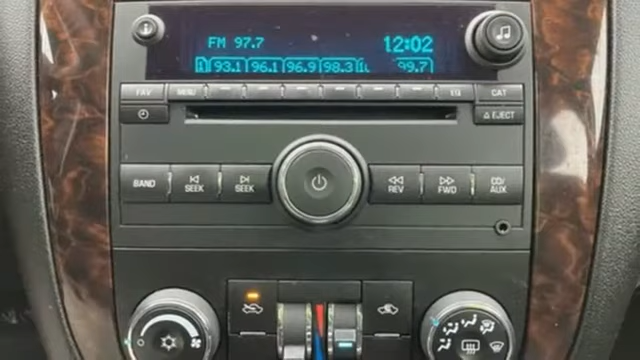 FM 97.7 12:02
1 93.1 96.1 96.9 98.3 99.7
FAV MENU EQ CAT
EJECT
BAND SEEK SEEK REV FWD CD/AUX